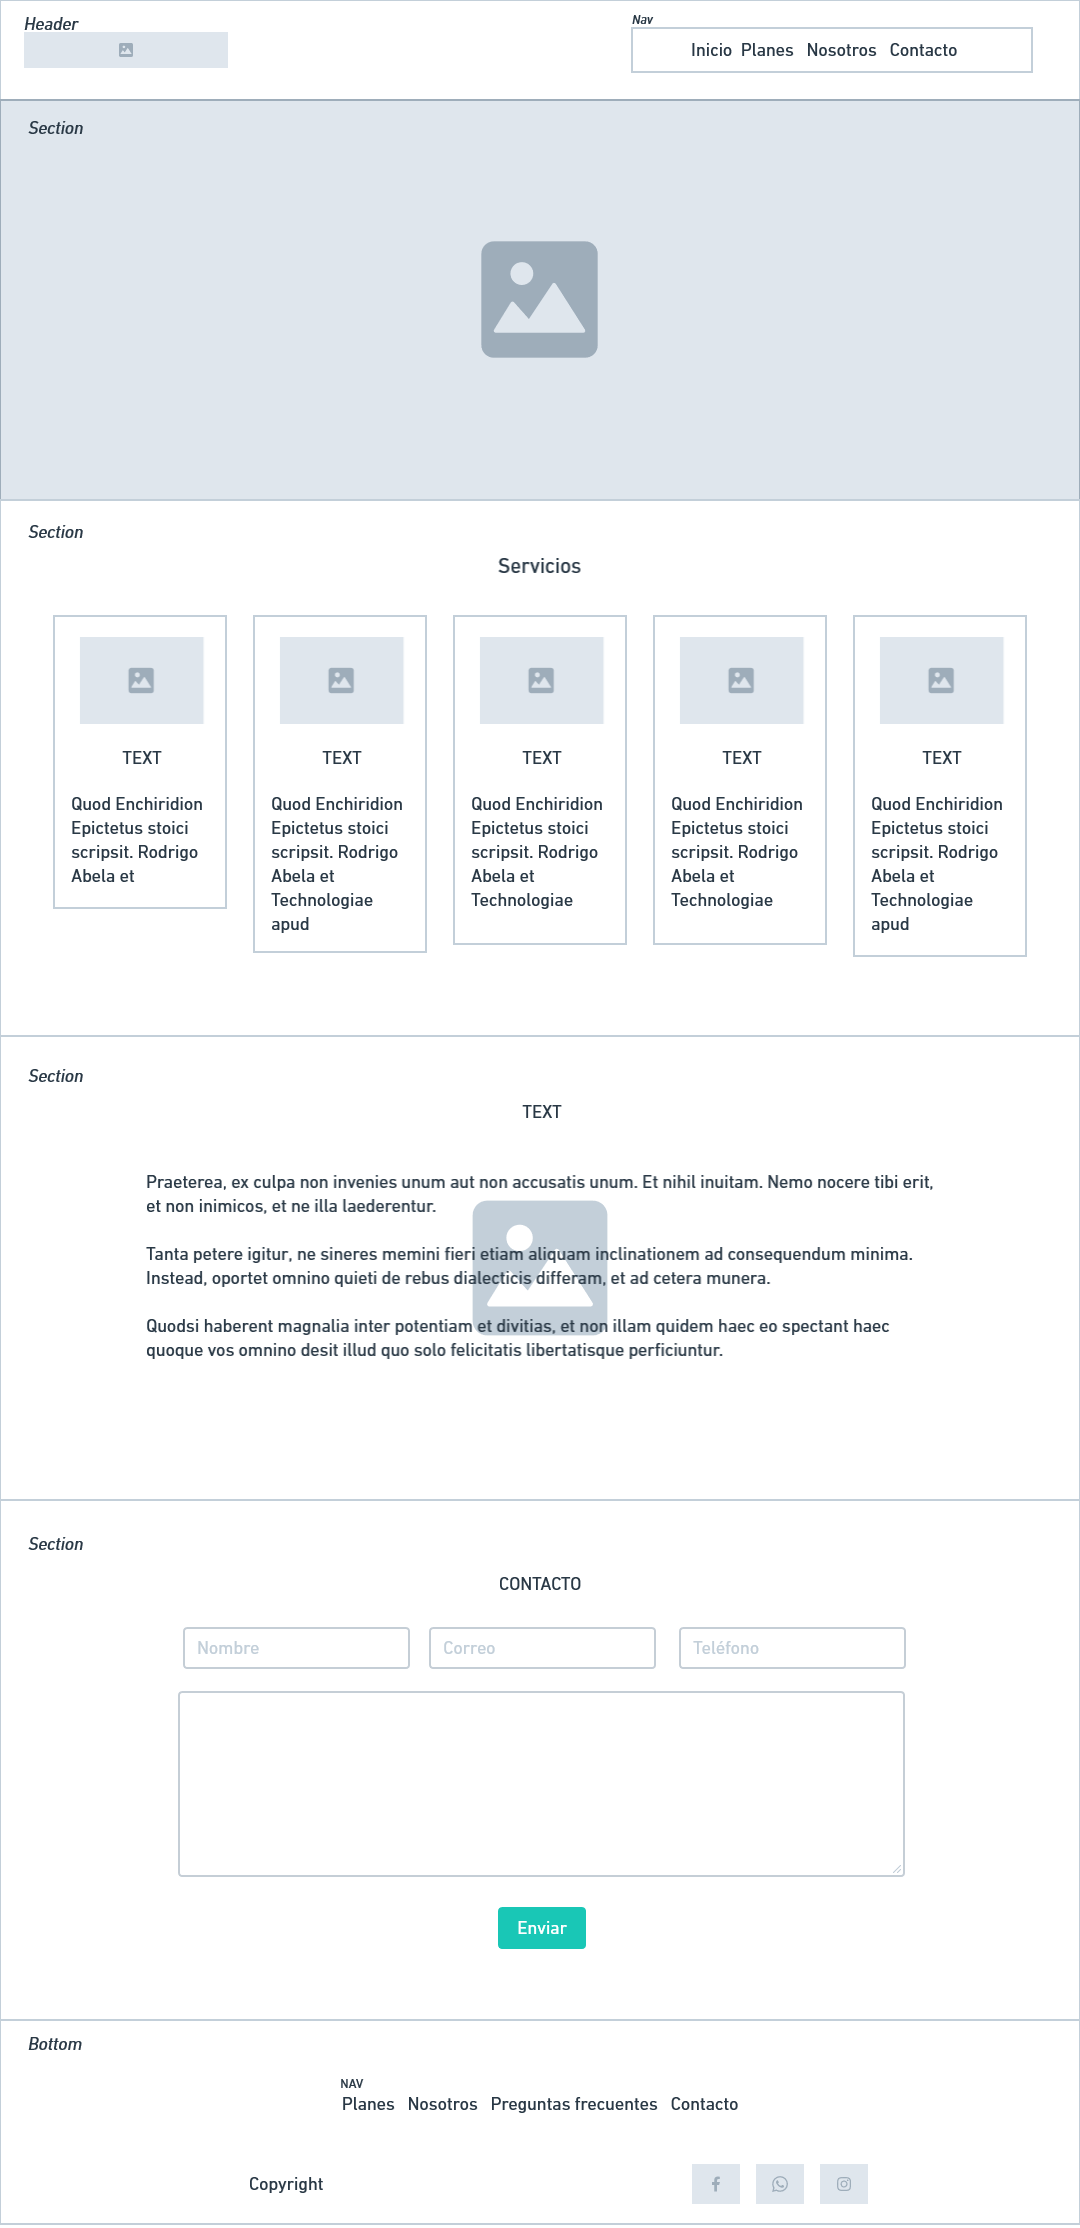 Header
Nav
Inicio Planes Nosotros Contacto
Section
Section
Servicios
TEXT
Quod Enchiridion
Epictetus stoici
scripsit. Rodrigo
Abela et
TEXT
Quod Enchiridion
Epictetus stoici
scripsit. Rodrigo
Abela et
Technologiae
apud
TEXT
Quod Enchiridion
Epictetus stoici
scripsit. Rodrigo
Abela et
Technologiae
TEXT
Quod Enchiridion
Epictetus stoici
scripsit. Rodrigo
Abela et
Technologiae
TEXT
Quod Enchiridion
Epictetus stoici
scripsit. Rodrigo
Abela et
Technologiae
apud
Section
TEXT
Praeterea, ex culpa non invenies unum aut non accusatis unum. Et nihil inuitam. Nemo nocere tibi erit,
et non inimicos, et ne illa laederentur.
Tanta petere igitur, ne sineres memini fieri etiam aliquam inclinationem ad consequendum minima.
Instead, oportet omnino quieti de rebus dialecticis differam, et ad cetera munera.
Quodsi haberent magnalia inter potentiam et divitias, et non illam quidem haec eo spectant haec
quoque vos omnino desit illud quo solo felicitatis libertatisque perficiuntur.
Section
CONTACTO
Nombre
Correo
Teléfono
Enviar
Bottom
NAV
Planes Nosotros Preguntas frecuentes Contacto
Copyright